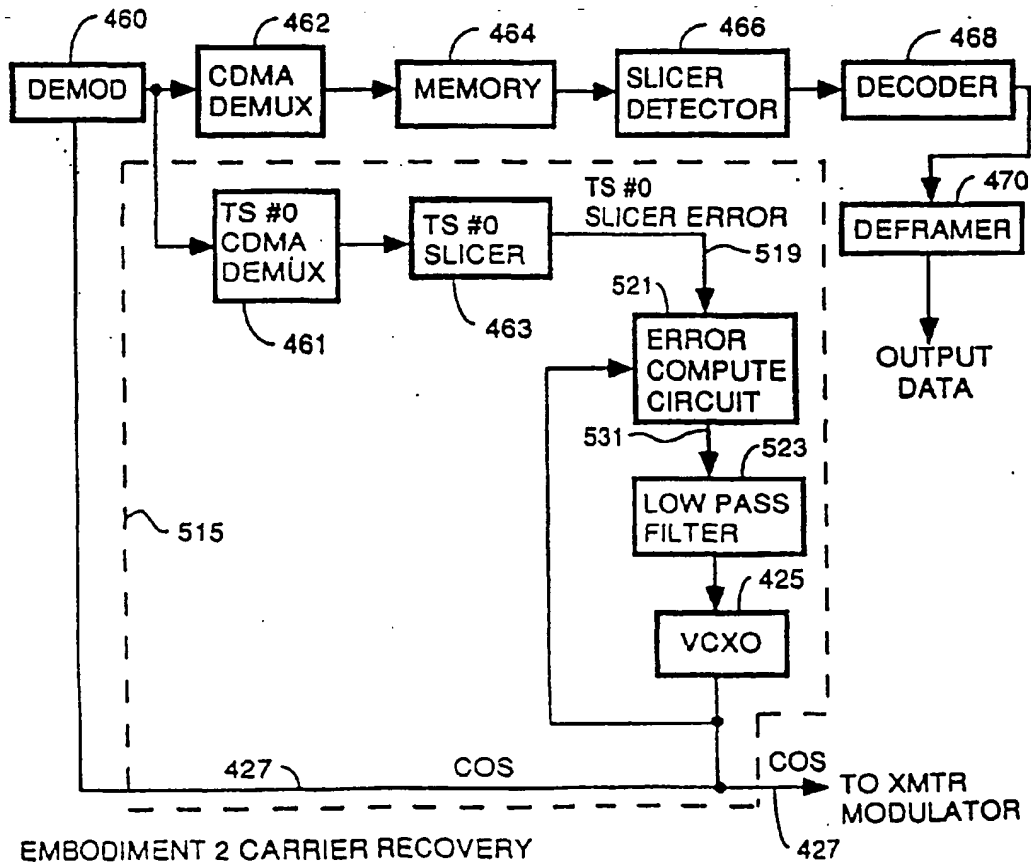 460
462
464
466
468
DEMOD
CDMA
DEMUX
MEMORY
SLICER
DETECTOR
DECODER
470
DEFRAMER
OUTPUT
DATA
TS #0
CDMA
DEMUX
461
TS #0
SLICER
463
TS #0
SLICER ERROR
519
521
ERROR
COMPUTE
CIRCUIT
531
523
LOW PASS
FILTER
515
425
VCXO
427
COS
COS
TO XMTR
MODULATOR
427
EMBODIMENT 2 CARRIER RECOVERY